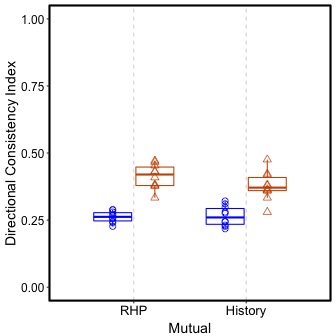 1.00
0.75
0.50
0.25
0.00
Directional Consistency Index
RHP History
Mutual